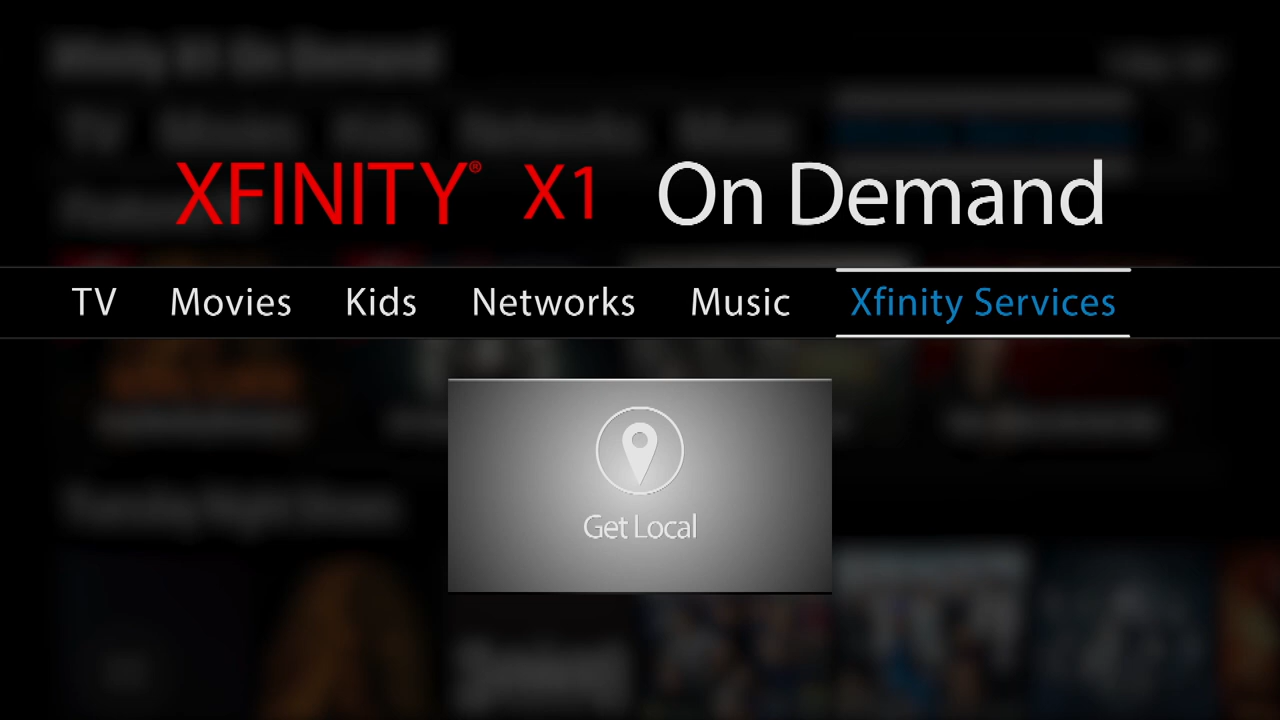 XFINITY® X1 On Demand
TV Movies Kids Networks Music Xfinity Services
Get Local